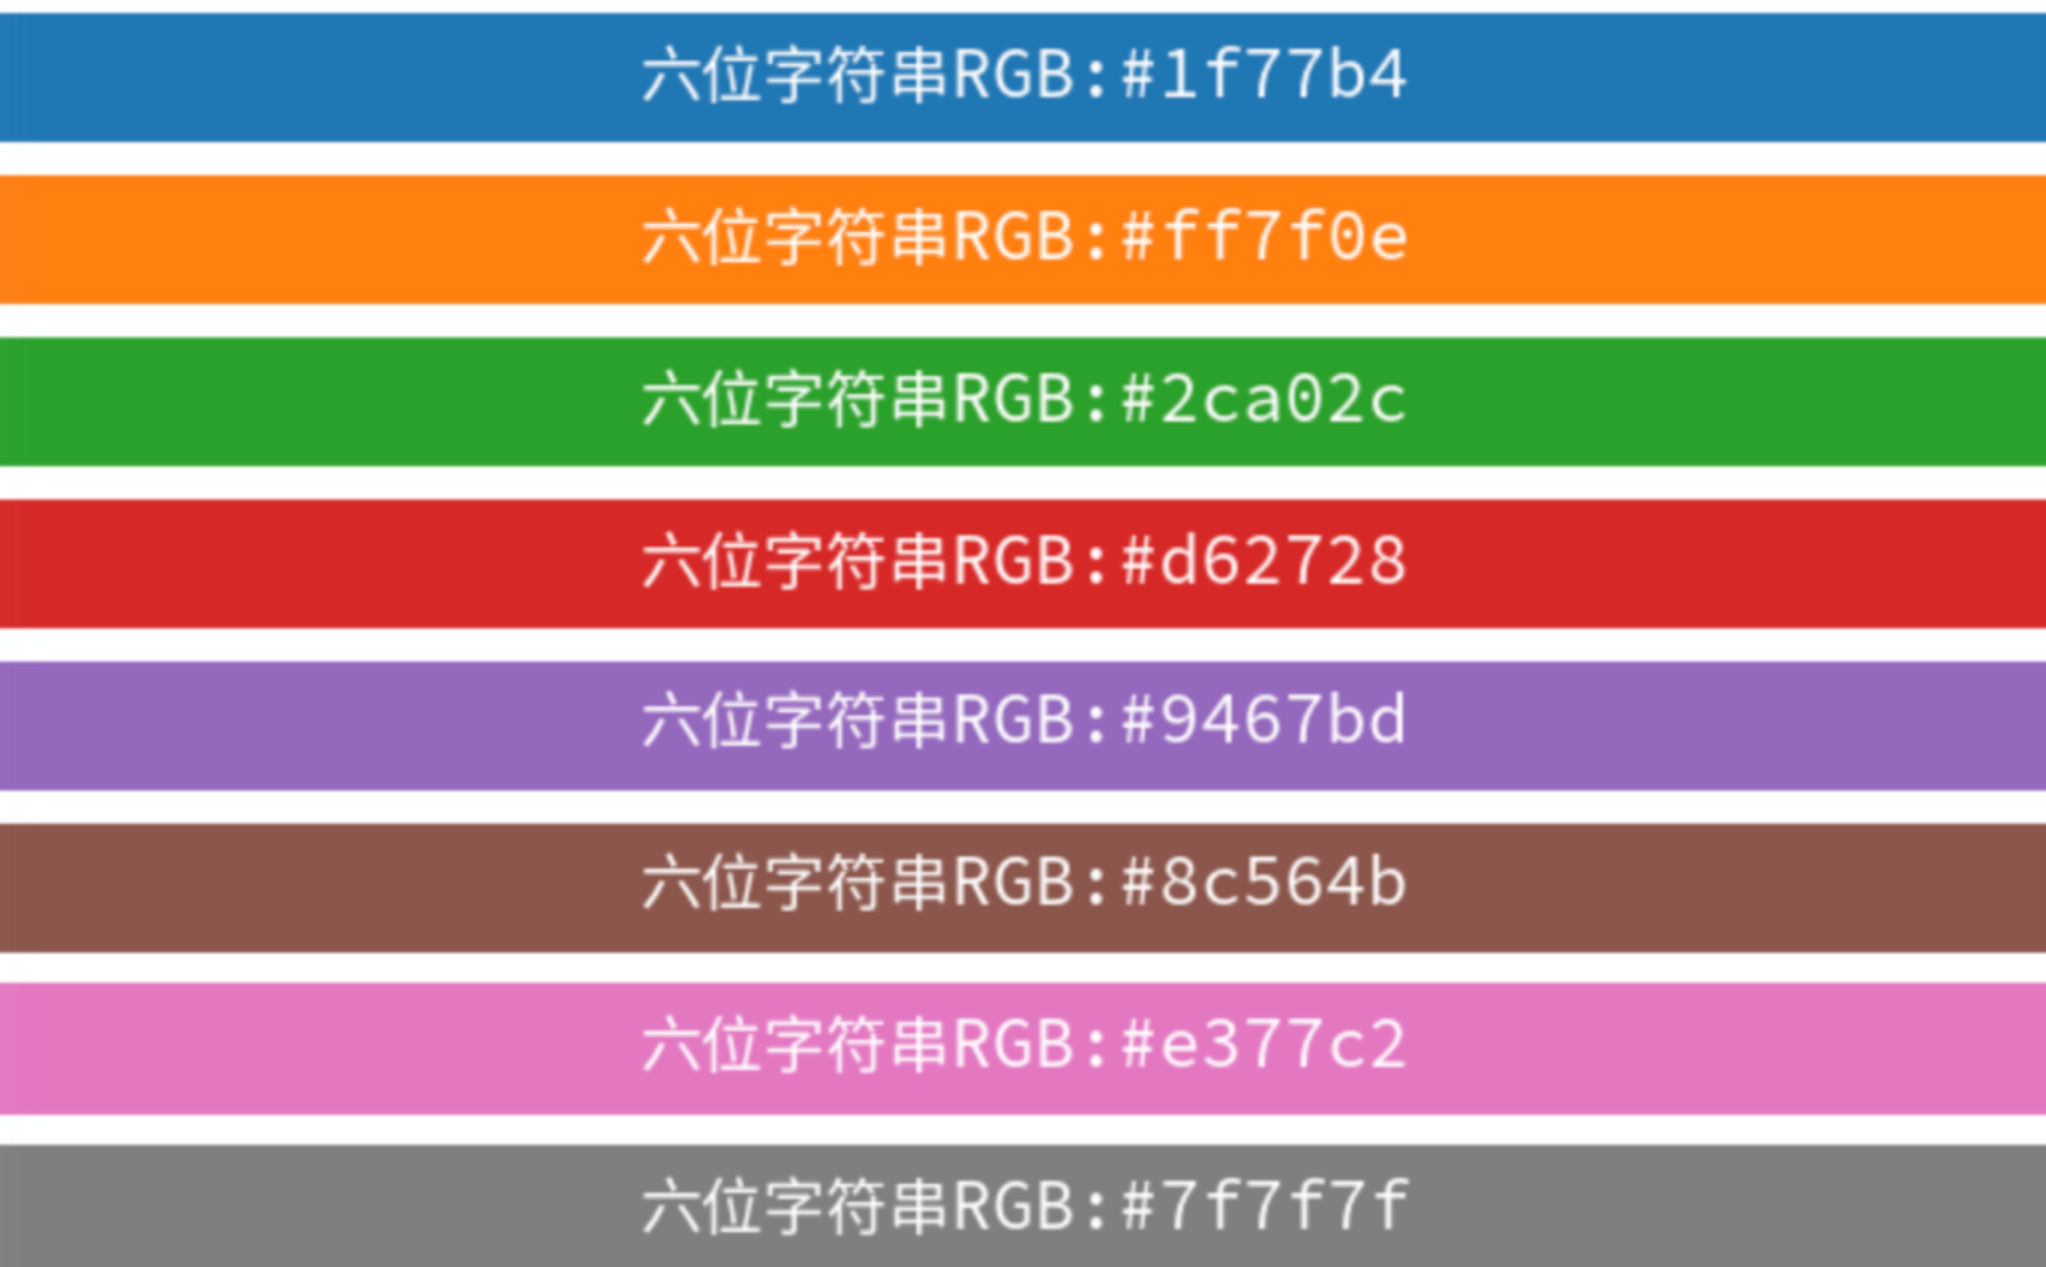 六位字符串RGB:#1f77b4
六位字符串RGB:#ff7f0e
六位字符串RGB:#2ca02c
六位字符串RGB:#d62728
六位字符串RGB:#9467bd
六位字符串RGB:#8c564b
六位字符串RGB:#e377c2
六位字符串RGB:#7f7f7f